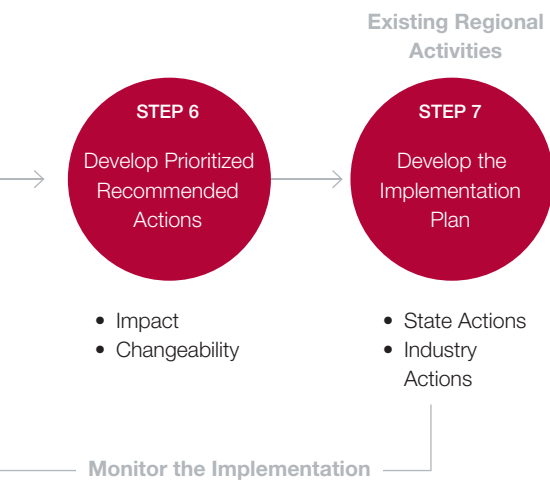 Existing Regional
Activities
STEP 6
Develop Prioritized
Recommended
Actions
STEP 7
Develop the
Implementation
Plan
• Impact
• Changeability
• State Actions
• Industry
Actions
Monitor the Implementation